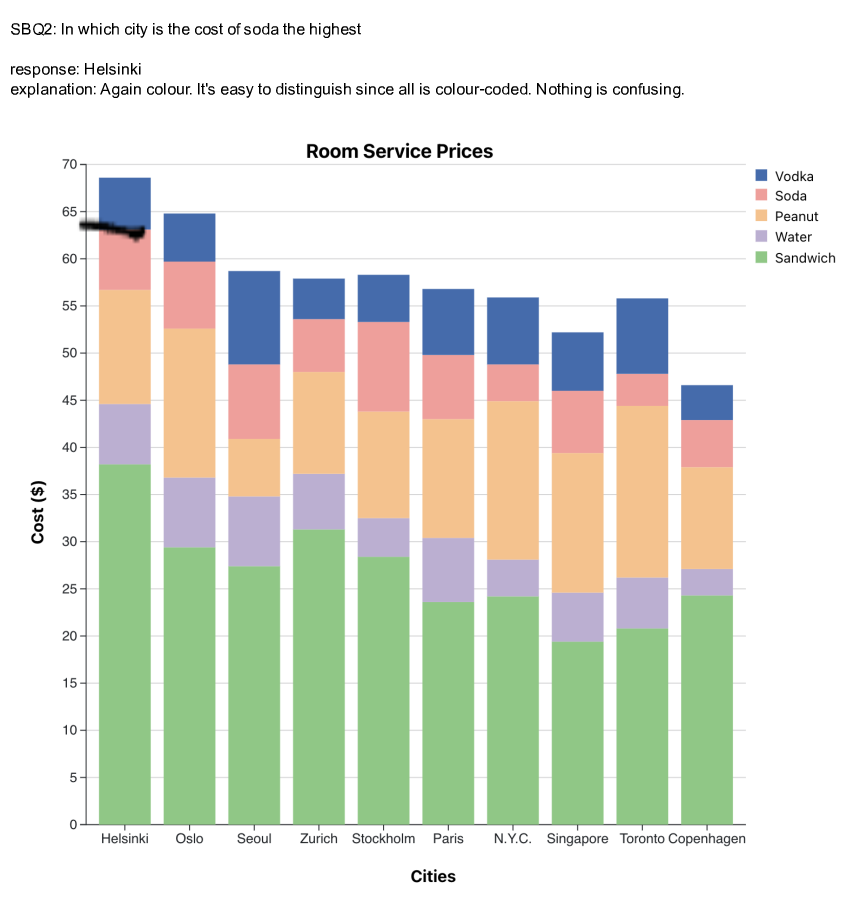 SBQ2: In which city is the cost of soda the highest
response: Helsinki
explanation: Again colour. It's easy to distinguish since all is colour-coded. Nothing is confusing.
Room Service Prices
70
65
60
55
50
45
40
35
30
25
20
15
10
5
0
Cost ($)
Vodka
Soda
Peanut
Water
Sandwich
Helsinki Oslo Seoul Zurich Stockholm Paris N.Y.C. Singapore Toronto Copenhagen
Cities